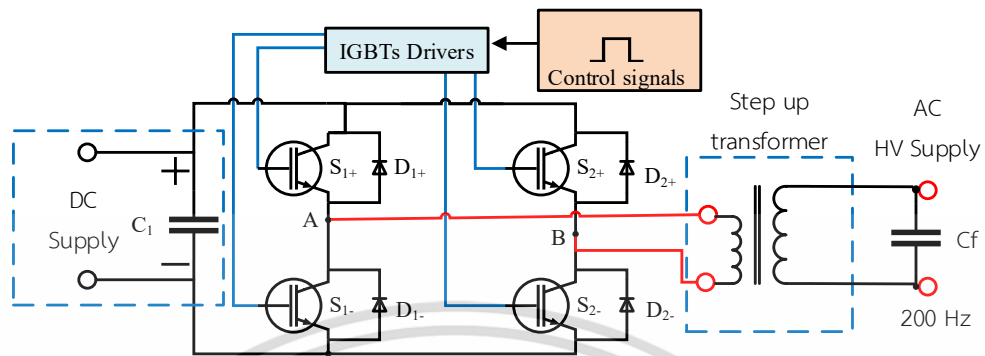 IGBTs Drivers
Control signals
Step up
transformer
AC
HV Supply
+
DC
Supply
−
C1
S1+
D1+
S2+
D2+
A
B
Cf
S1-
D1-
S2-
D2-
200 Hz